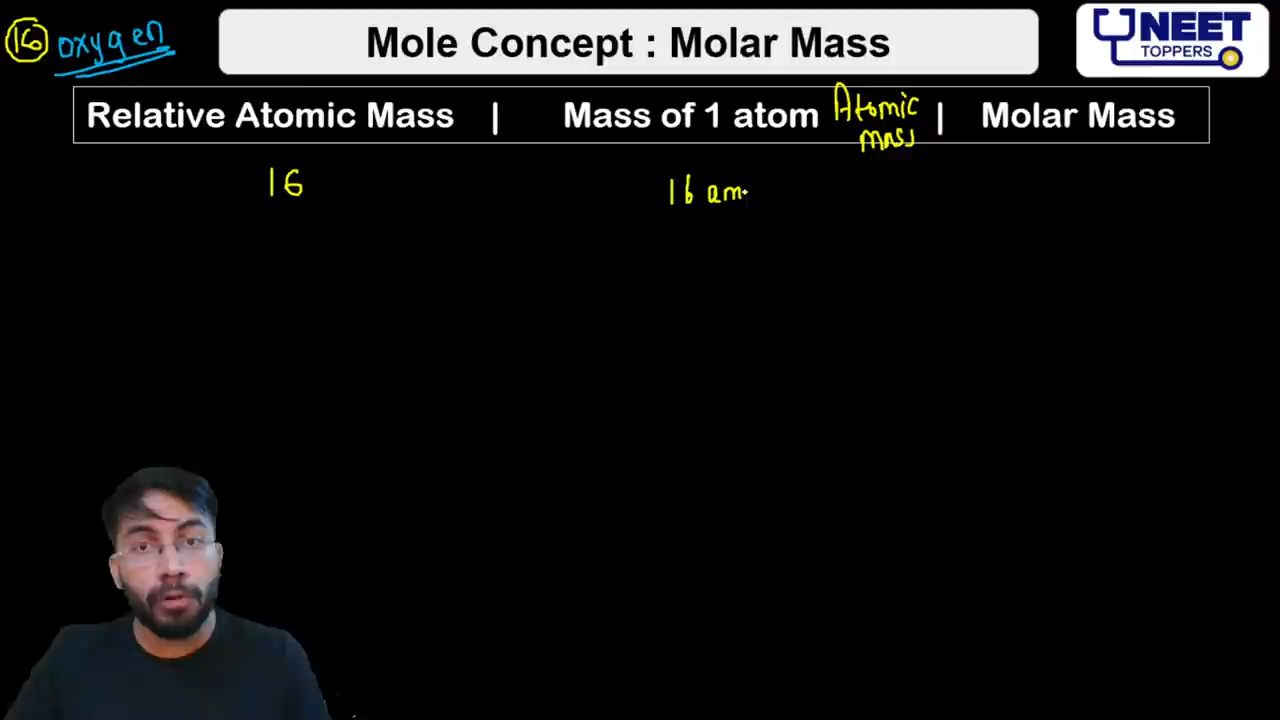 16 oxygen
Mole Concept : Molar Mass
NEET
TOPPERS
Relative Atomic Mass | Mass of 1 atom Atomic mass | Molar Mass
16 16 am